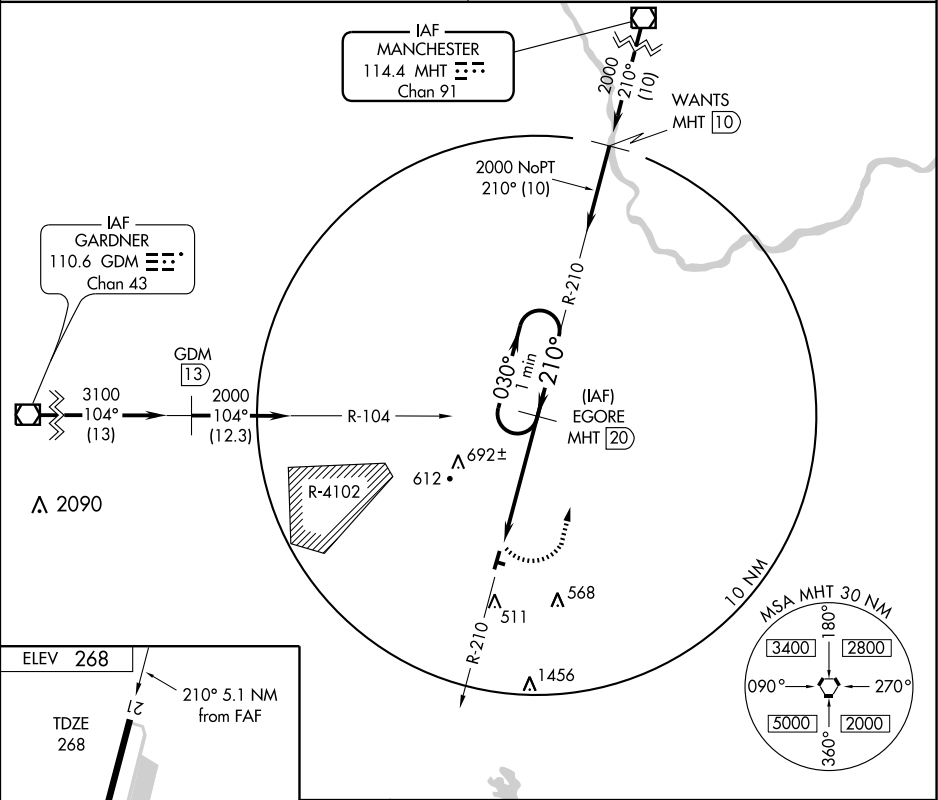 IAF
MANCHESTER
114.4 MHT
Chan 91
2000
210°
(10)
WANTS
MHT 10
2000 NoPT
210° (10)
IAF
GARDNER
110.6 GDM
Chan 43
R-210
GDM
13
3100
104°
(13)
2000
104°
(12.3)
R-104
030°
1 min
210°
(IAF)
EGORE
MHT 20
692±
612
R-4102
2090
568
511
10 NM
R-210
1456
MSA MHT 30 NM
180°
3400
2800
090°
270°
5000
2000
360°
ELEV 268
210° 5.1 NM
from FAF
21
TDZE
268